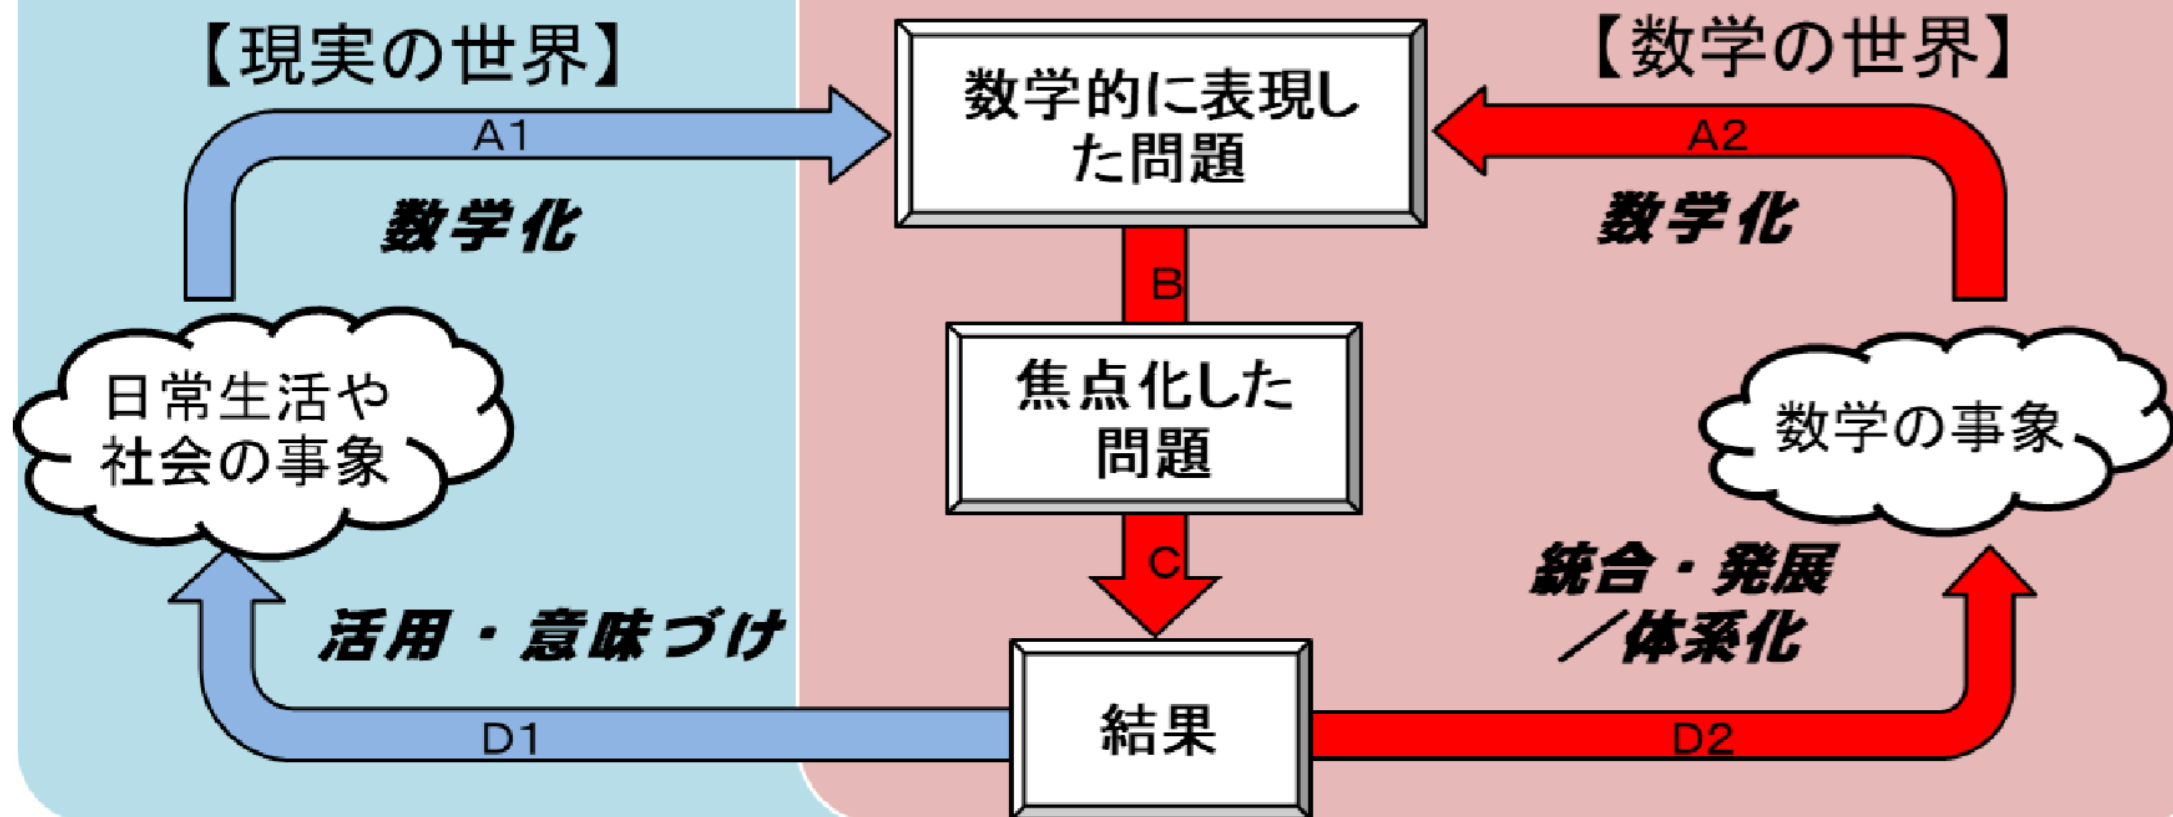 【現実の世界】
【数学の世界】
数学的に表現し
た問題
A1
A2
数学化
数学化
B
日常生活や
社会の事象
焦点化した
問題
数学の事象
C
活用・意味づけ
統合・発展
／体系化
結果
D1
D2